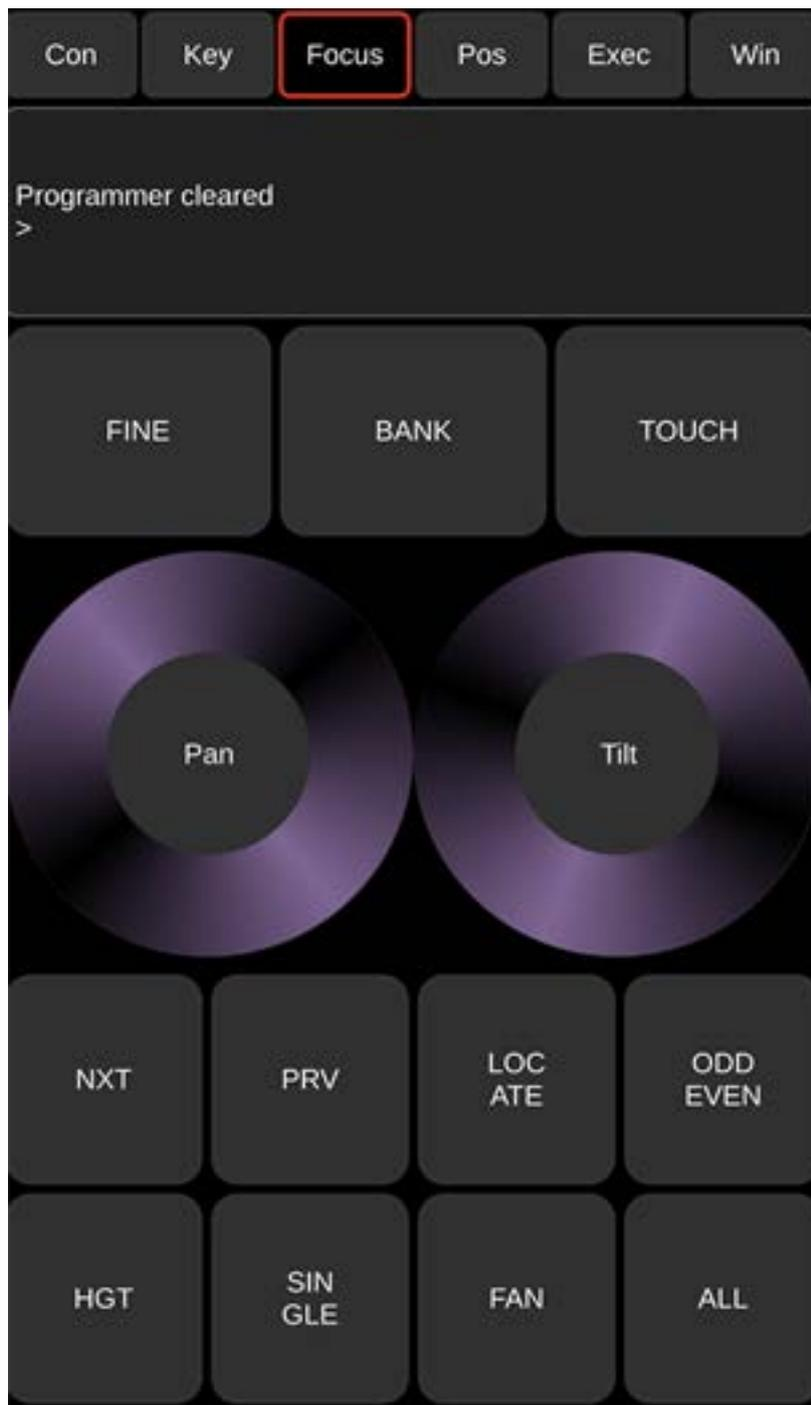 Con Key Focus Pos Exec Win
Programmer cleared
>
FINE BANK TOUCH
Pan Tilt
NXT PRV LOC
ATE ODD
EVEN
HGT SIN
GLE FAN ALL